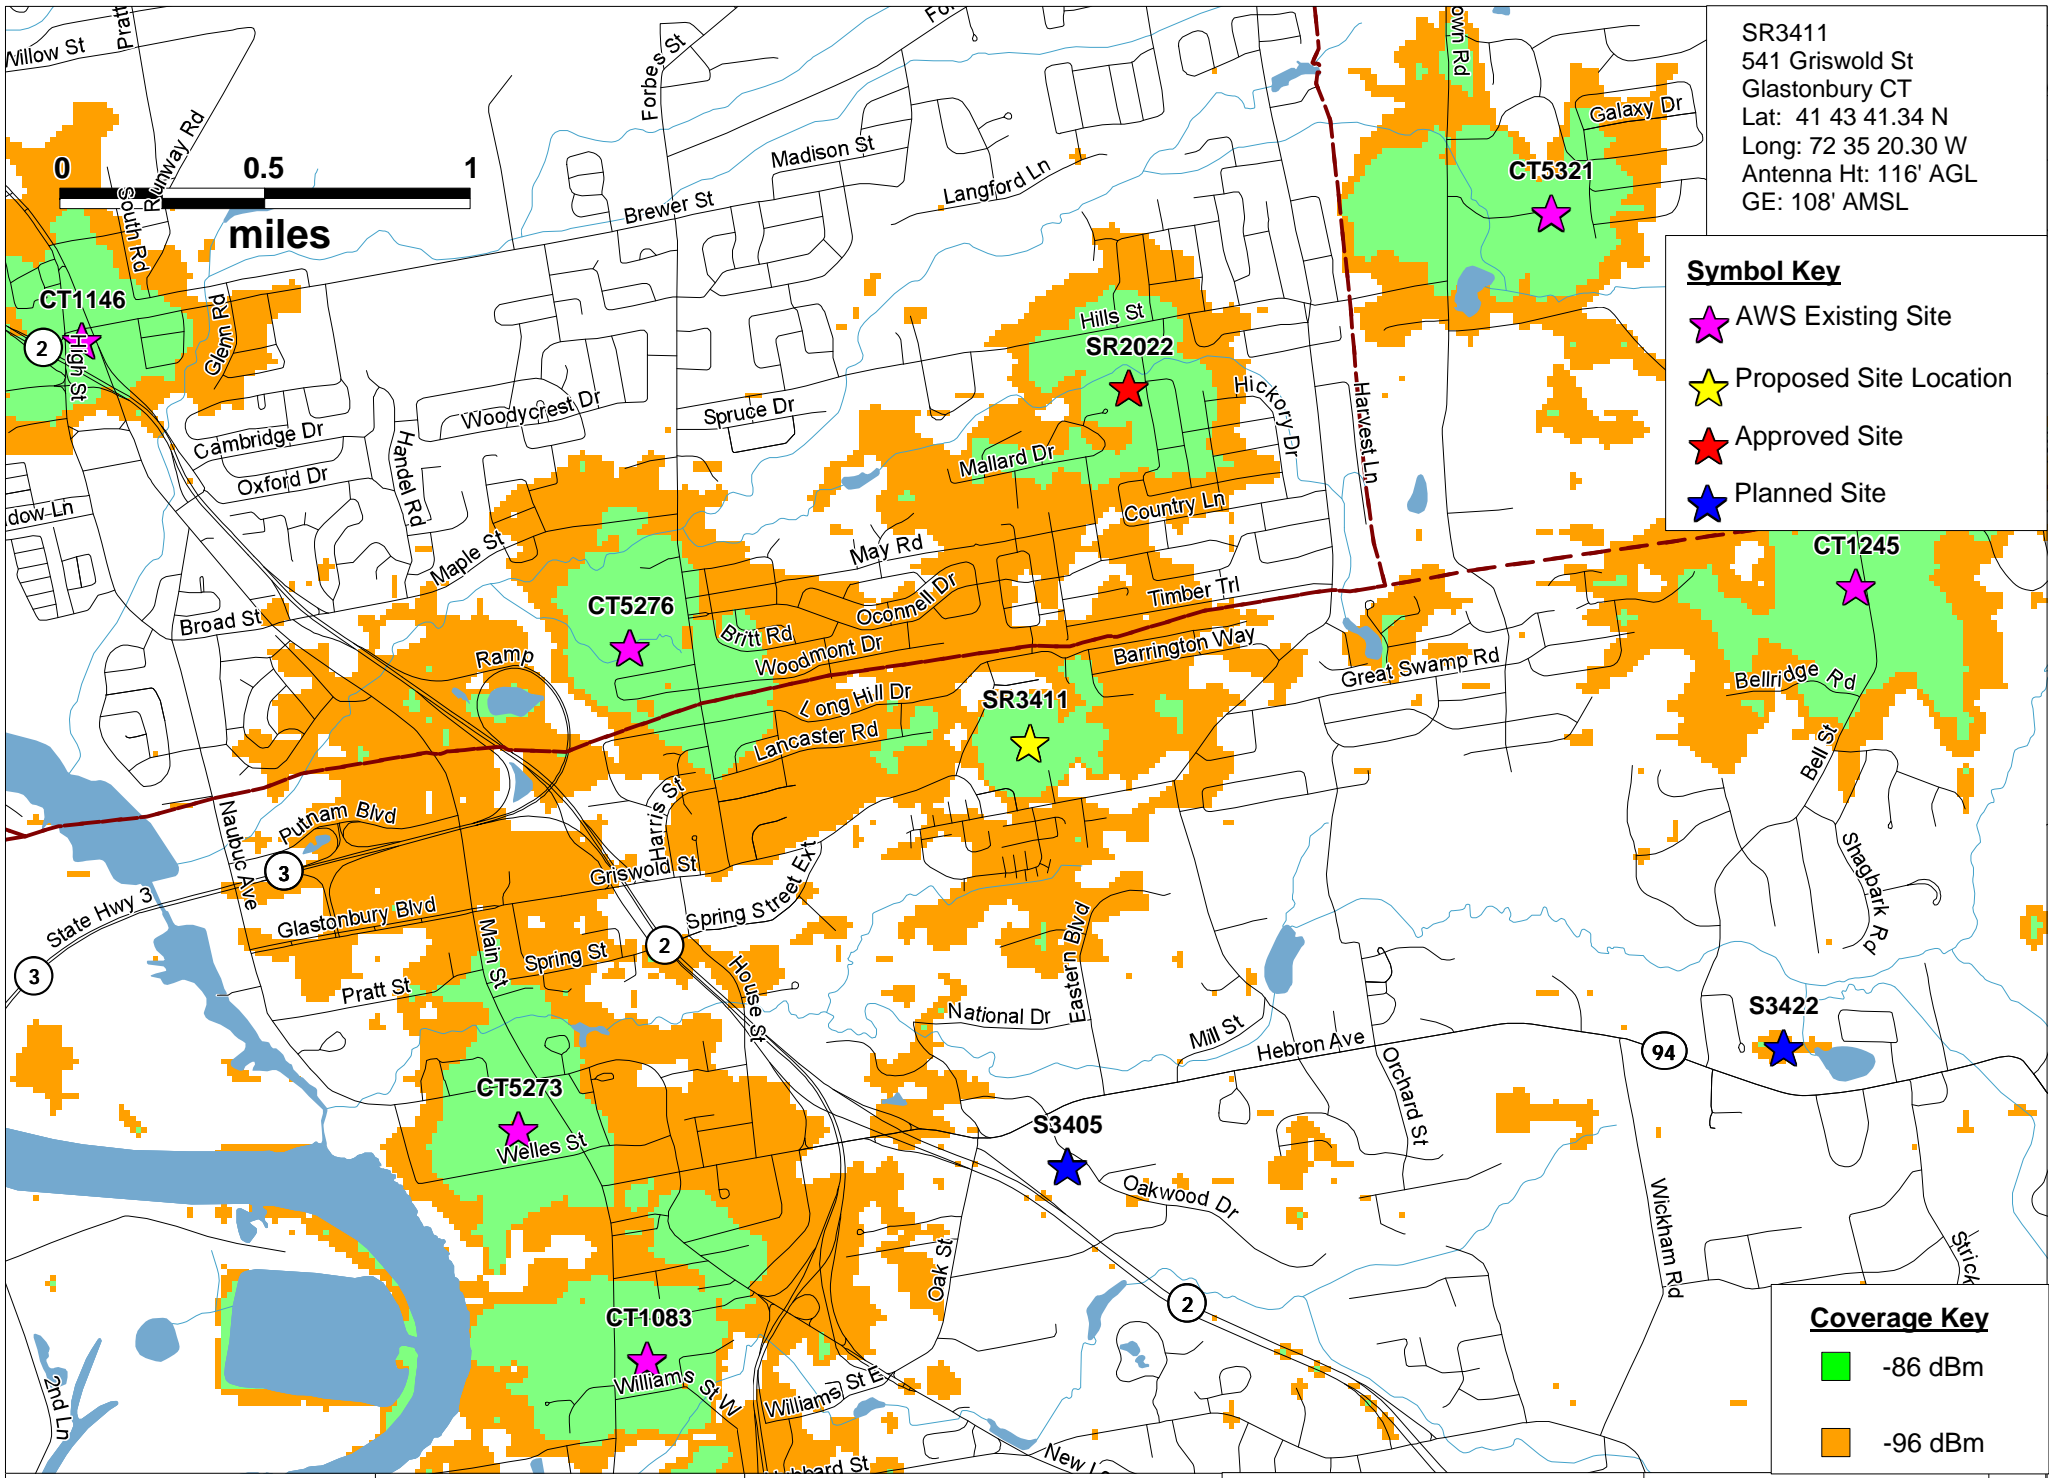 SR3411
541 Griswold St
Glastonbury CT
Lat: 41 43 41.34 N
Long: 72 35 20.30 W
Antenna Ht: 116' AGL
GE: 108' AMSL
Symbol Key
AWS Existing Site
Proposed Site Location
Approved Site
Planned Site
Coverage Key
-86 dBm
-96 dBm
0 0.5 1
miles
Willow St
Runway Rd
South Rd
Forbes St
Madison St
Langford Ln
Brewer St
Galaxy Dr
CT5321
CT1146
2
High St
Glenn Rd
Hills St
SR2022
Hickory Dr
Harvest Ln
Woodycrest Dr
Spruce Dr
Cambridge Dr
Oxford Dr
Handel Rd
Mallard Dr
Country Ln
May Rd
Maple St
Oconnell Dr
Timber Trl
CT1245
CT5276
Broad St
Britt Rd
Woodmont Dr
Barrington Way
Great Swamp Rd
Bellridge Rd
Ramp
Long Hill Dr
SR3411
Lancaster Rd
Bell St
Putnam Blvd
Harris St
Naubuc Ave
3
Griswold St
Shagbark Rd
State Hwy 3
Glastonbury Blvd
Main St
Spring Street Ext
2
Spring St
Eastern Blvd
3
Pratt St
House St
National Dr
Mill St
Hebron Ave
94
S3422
Orchard St
CT5273
Welles St
S3405
Oakwood Dr
Wickham Rd
Oak St
2
CT1083
Williams St W
Williams St E
2nd Ln